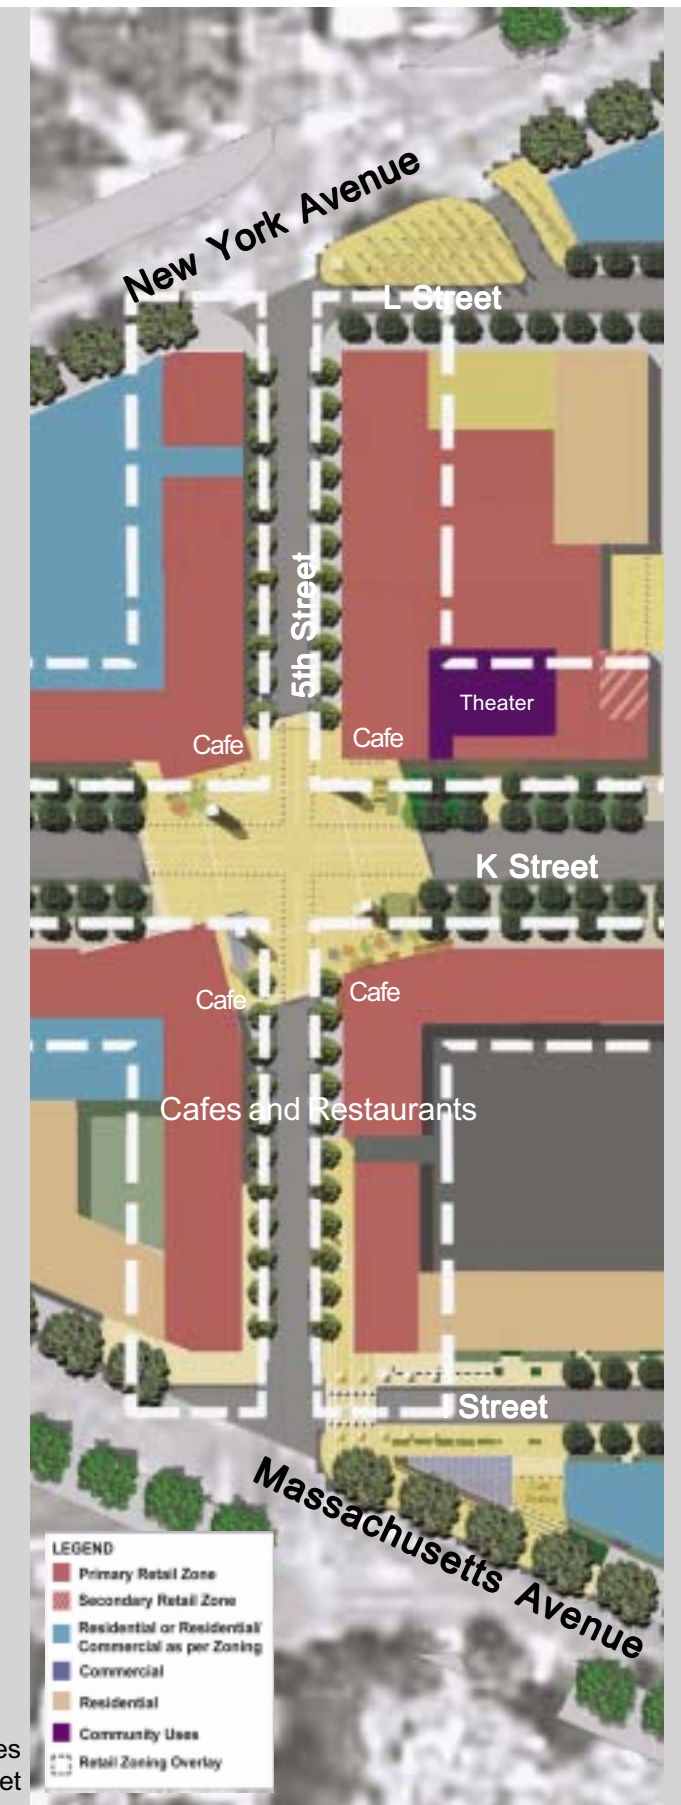 New York Avenue
L Street
5th Street
Theater
Cafe
Cafe
K Street
Cafe
Cafe
Cafes and Restaurants
Street
Massachusetts Avenue
LEGEND
Primary Retail Zone
Secondary Retail Zone
Residential or Residential/
Commercial as per Zoning
Commercial
Residential
Community Uses
Retail Zoning Overlay
es
et